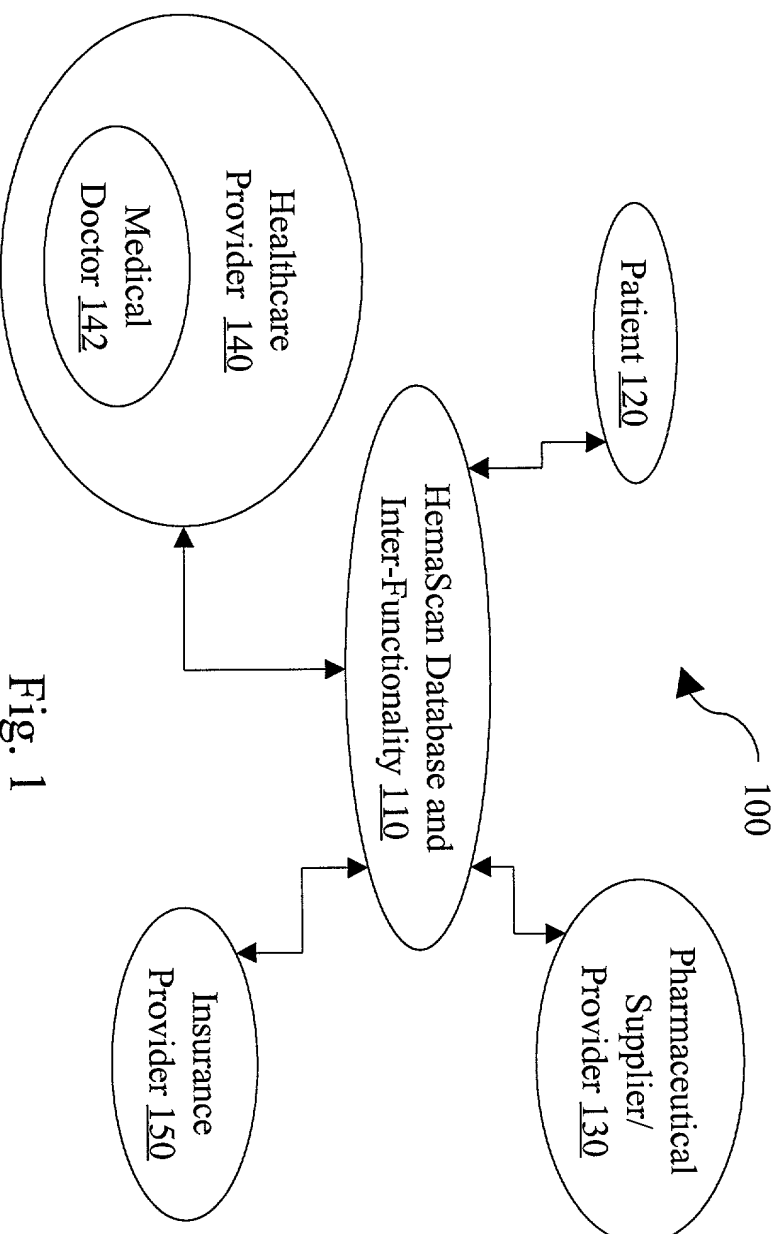 100
Patient 120
Pharmaceutical
Supplier/
Provider 130
HemaScan Database and
Inter-Functionality 110
Healthcare
Provider 140
Medical
Doctor 142
Insurance
Provider 150
Fig. 1